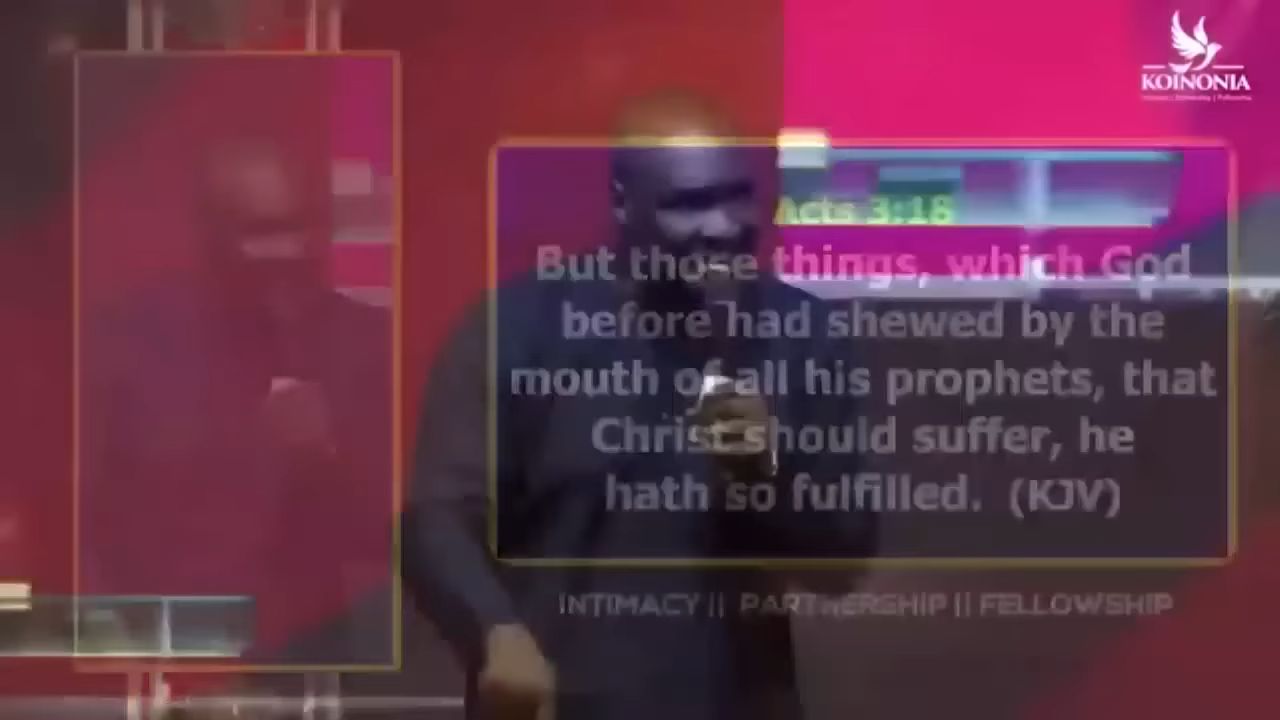 KOINONIA
Acts 3:18
But those things, which God
before had shewed by the
mouth of all his prophets, that
Christ should suffer, he
hath so fulfilled. (KJV)
INTIMACY || PARTNERSHIP || FELLOWSHIP